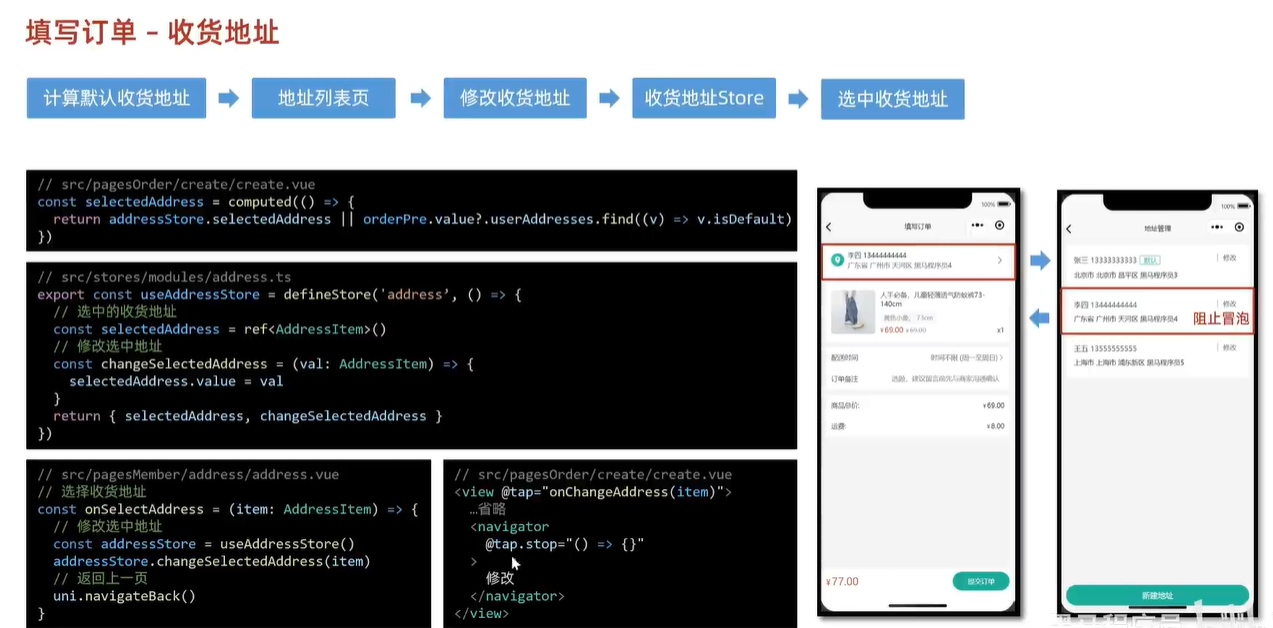 填写订单 – 收货地址
计算默认收货地址
地址列表页
修改收货地址
收货地址Store
选中收货地址
// src/pagesOrder/create/create.vue
const selectedAddress = computed(() => {
return addressStore.selectedAddress || orderPre.value?.userAddresses.find((v) => v.isDefault)
})
// src/stores/modules/address.ts
export const useAddressStore = defineStore('address’, () => {
// 选中的收货地址
const selectedAddress = ref<AddressItem>()
// 修改选中地址
const changeSelectedAddress = (val: AddressItem) => {
selectedAddress.value = val
}
return { selectedAddress, changeSelectedAddress }
})
// src/pagesMember/address/address.vue
// 选择收货地址
const onSelectAddress = (item: AddressItem) => {
// 修改选中地址
const addressStore = useAddressStore()
addressStore.changeSelectedAddress(item)
// 返回上一页
uni.navigateBack()
}
// src/pagesOrder/create/create.vue
<view @tap="onChangeAddress(item)">
…省略
<navigator
@tap.stop="() => {}"
>
修改
</navigator>
</view>
100%
填写订单
李四 13444444444
广东省 广州市 天河区 黑马程序员4
人手必备,儿童轻薄透气防蚊裤73-
140cm
¥69.00 ¥69.00
x1
配送时间
时间不限 (周一至周日)
订单备注
选题,建议留言前先与商家沟通确认
商品总价:
¥69.00
运费:
¥8.00
¥77.00
提交订单
100%
地址管理
张三 13333333333 默认
修改
北京市 北京市 昌平区 黑马程序员3
李四 13444444444
修改
广东省 广州市 天河区 黑马程序员4
阻止冒泡
王五 13555555555
修改
上海市 上海市 浦东新区 黑马程序员5
新建地址